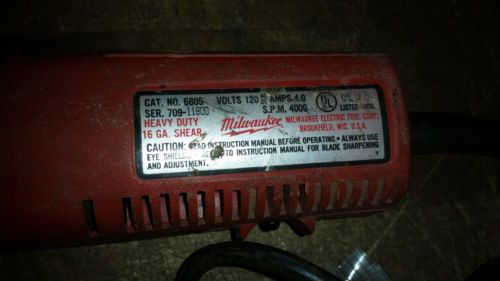 CAT. NO. 6805 VOLTS 120 AMPS. 4.0 UL
SER. 709-11800 S.P.M. 4000 LISTED
HEAVY DUTY Milwaukee MILWAUKEE ELECTRIC TOOL CORP.
16 GA. SHEAR BROOKFIELD, WIS. U.S.A.
CAUTION: READ INSTRUCTION MANUAL BEFORE OPERATING. ALWAYS USE
EYE SHIELDS. TO INSTRUCTION MANUAL FOR BLADE SHARPENING
AND ADJUSTMENT.